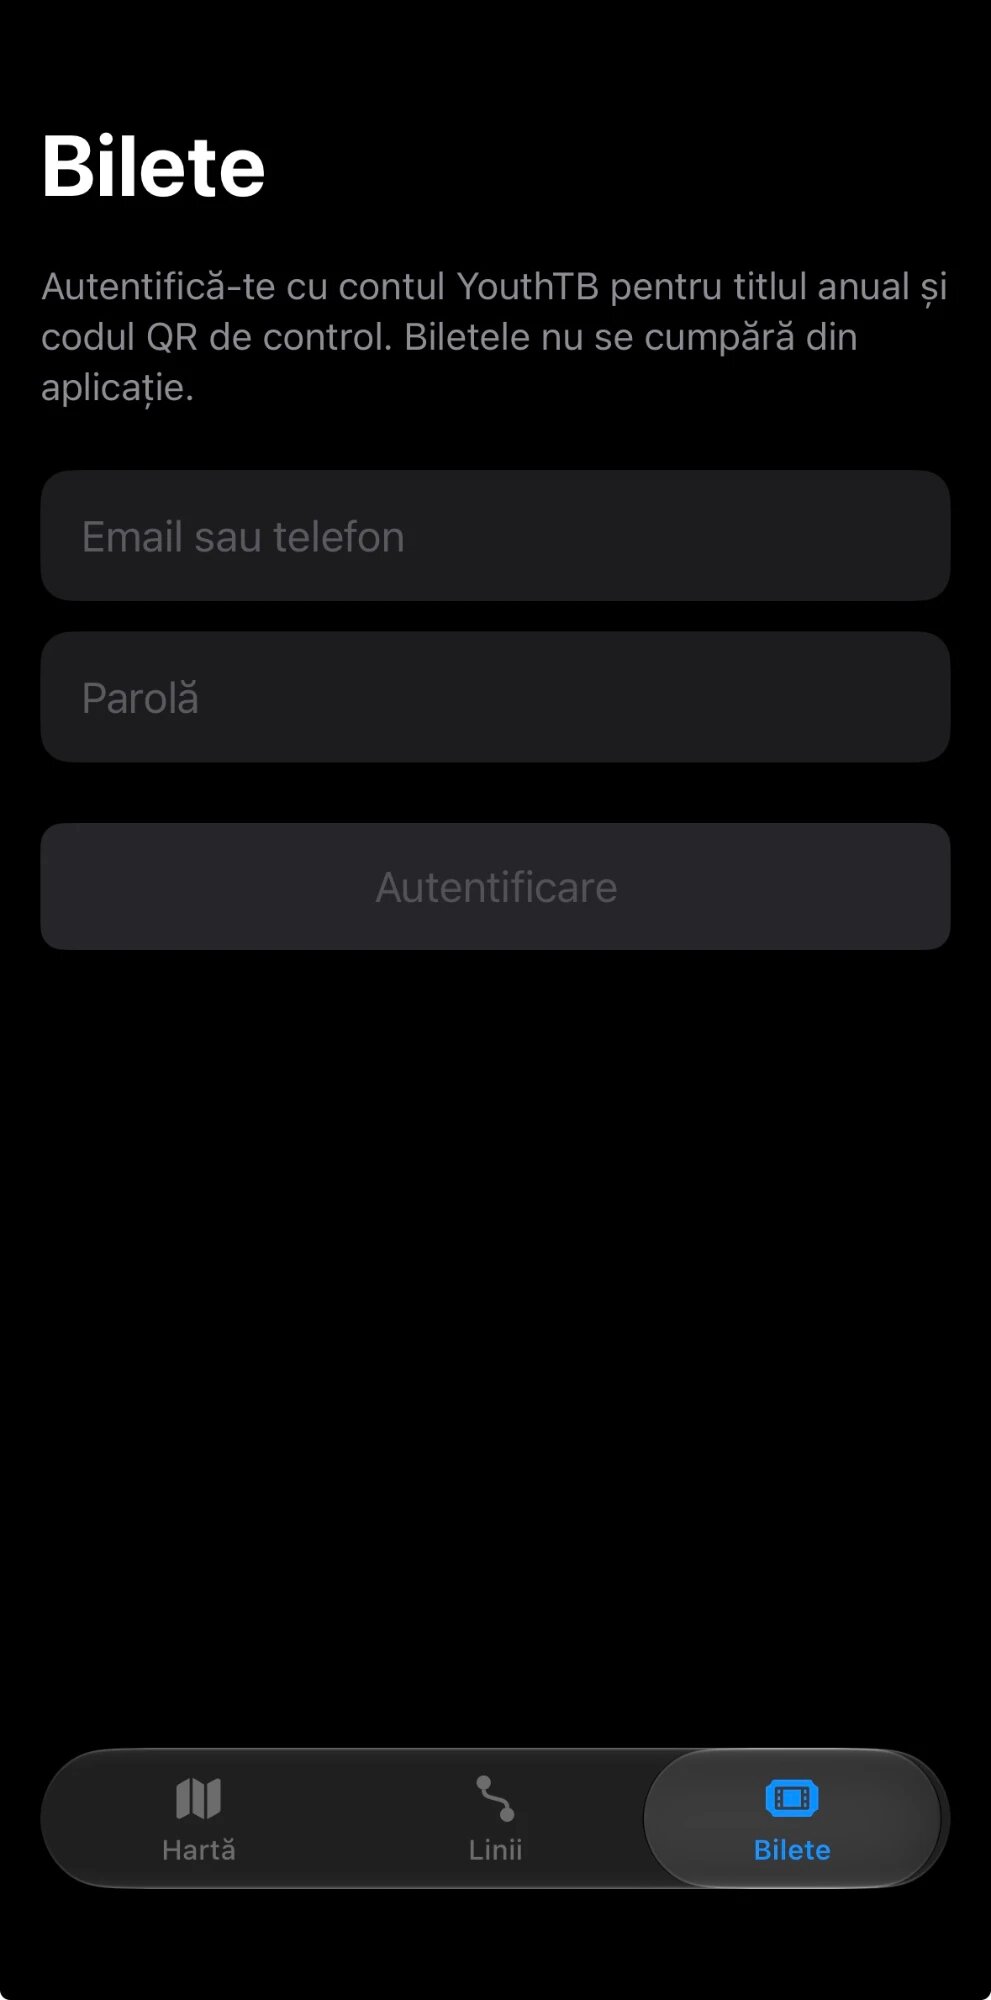 Bilete
Autentifică-te cu contul YouthTB pentru titlul anual și
codul QR de control. Biletele nu se cumpără din
aplicație.
Email sau telefon
Parolă
Autentificare
Hartă
Linii
Bilete